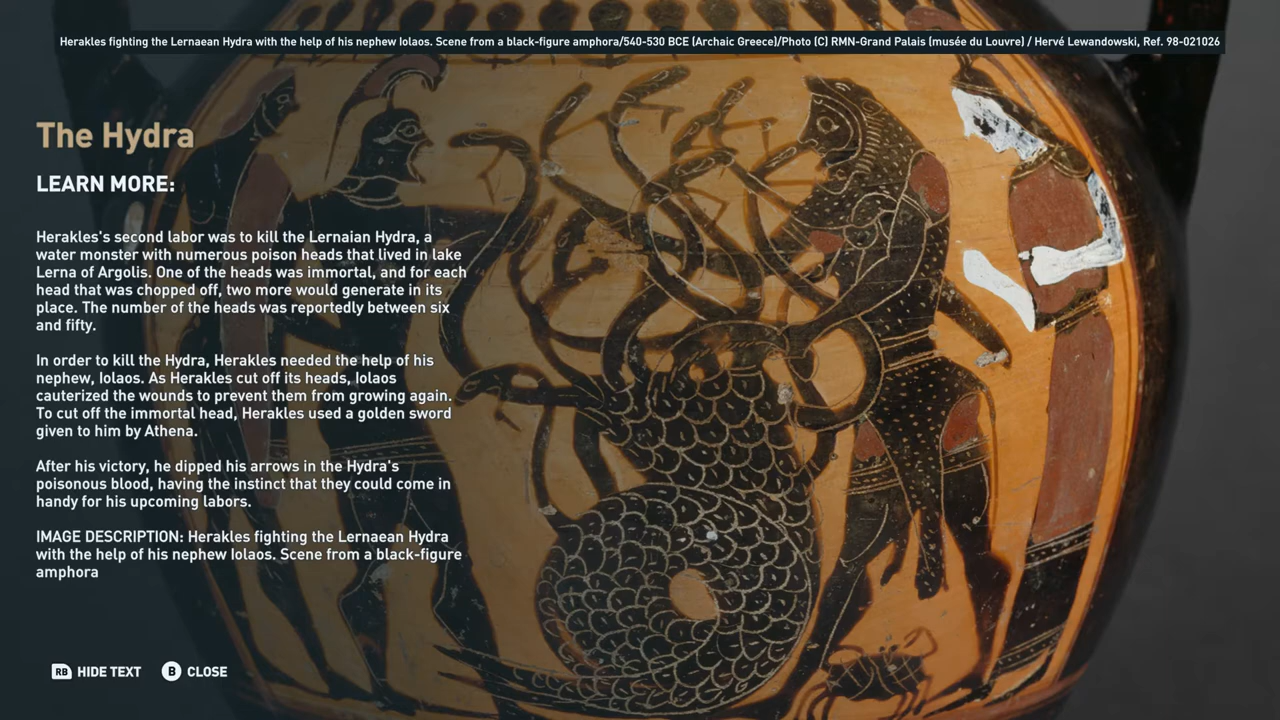 Herakles fighting the Lernaean Hydra with the help of his nephew Iolaos. Scene from a black-figure amphora/540-530 BCE (Archaic Greece)/Photo (C) RMN-Grand Palais (musée du Louvre) / Hervé Lewandowski, Ref. 98-021026
The Hydra
LEARN MORE:
Herakles's second labor was to kill the Lernaian Hydra, a
water monster with numerous poison heads that lived in lake
Lerna of Argolis. One of the heads was immortal, and for each
head that was chopped off, two more would generate in its
place. The number of the heads was reportedly between six
and fifty.
In order to kill the Hydra, Herakles needed the help of his
nephew, Iolaos. As Herakles cut off its heads, Iolaos
cauterized the wounds to prevent them from growing again.
To cut off the immortal head, Herakles used a golden sword
given to him by Athena.
After his victory, he dipped his arrows in the Hydra's
poisonous blood, having the instinct that they could come in
handy for his upcoming labors.
IMAGE DESCRIPTION: Herakles fighting the Lernaean Hydra
with the help of his nephew Iolaos. Scene from a black-figure
amphora
RB HIDE TEXT B CLOSE